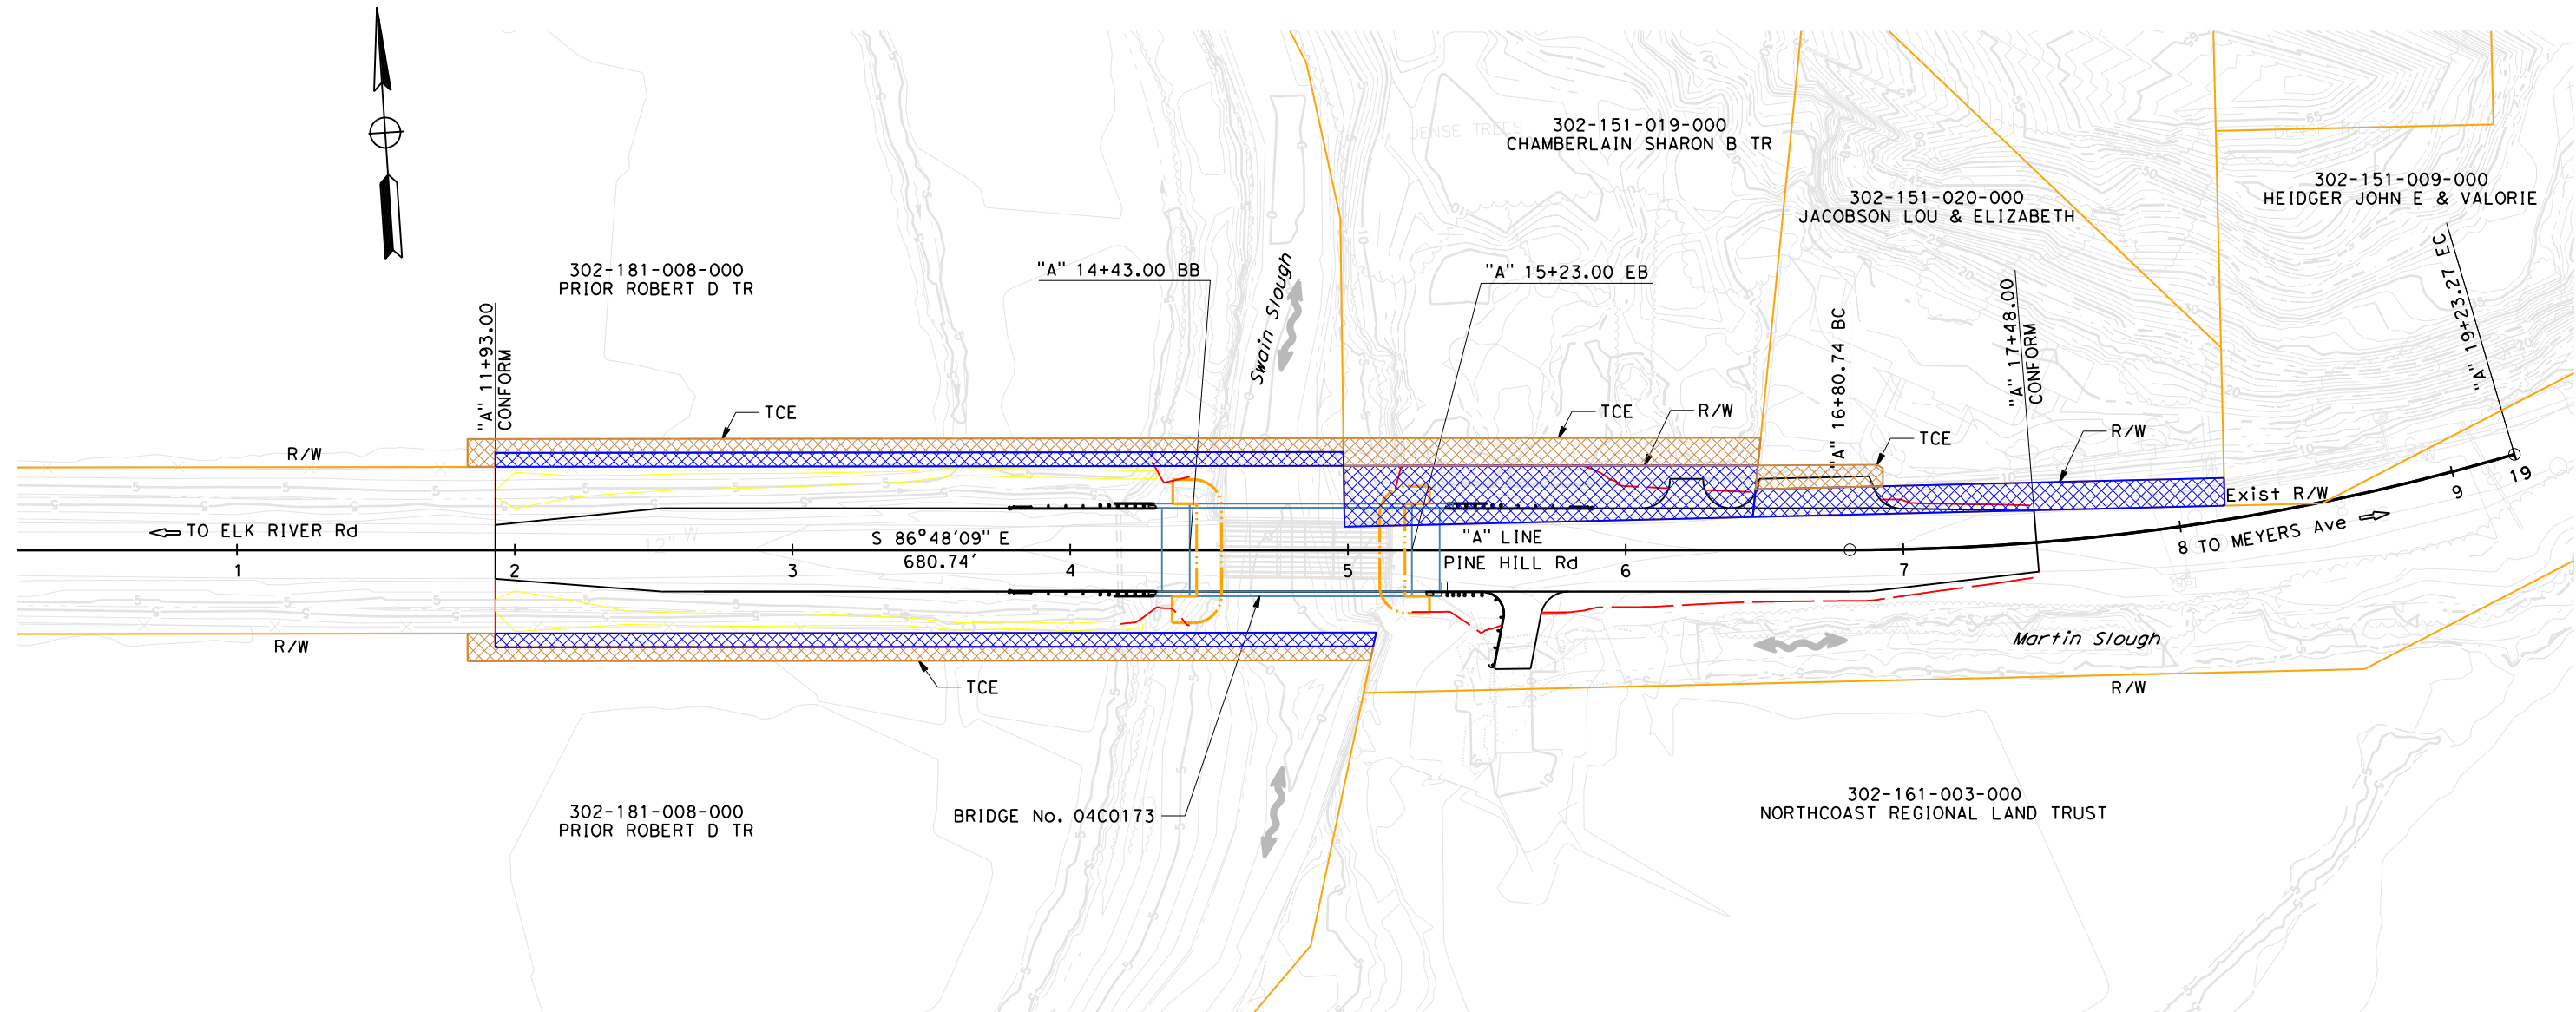 DENSE TREES
302-151-019-000
CHAMBERLAIN SHARON B TR
302-151-020-000
JACOBSON LOU & ELIZABETH
302-151-009-000
HEIDGER JOHN E & VALORIE
302-181-008-000
PRIOR ROBERT D TR
"A" 14+43.00 BB
Swain Slough
"A" 15+23.00 EB
"A" 11+93.00
CONFORM
"A" 16+80.74 BC
"A" 17+48.00
CONFORM
"A" 19+23.27 EC
TCE
TCE
R/W
TCE
R/W
R/W
Exist R/W
TO ELK RIVER Rd
12" W
S 86°48'09" E
680.74'
"A" LINE
PINE HILL Rd
TO MEYERS Ave
1
2
3
4
5
6
7
8
9
19
R/W
TCE
Martin Slough
R/W
302-181-008-000
PRIOR ROBERT D TR
BRIDGE No. 04C0173
302-161-003-000
NORTHCOAST REGIONAL LAND TRUST